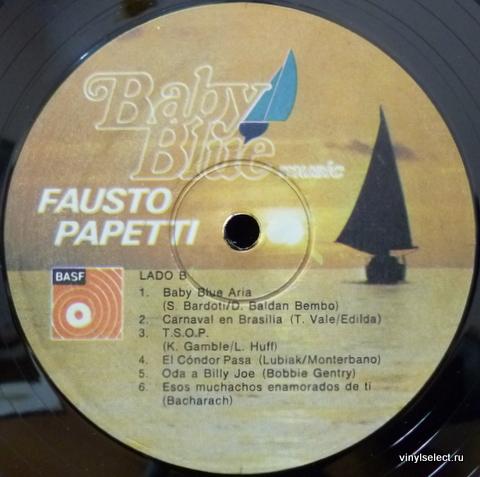 Baby
Blue music
FAUSTO
PAPETTI
BASF
LADO B
1. Baby Blue Aria
(S. Bardoti/D. Baldan Bembo)
2. Carnaval en Brasilia (T. Vale/Edilda)
3. T.S.O.P.
(K. Gamble/L. Huff)
4. El Cóndor Pasa (Lubiak/Monterbano)
5. Oda a Billy Joe (Bobbie Gentry)
6. Esos muchachos enamorados de ti
(Bacharach)
vinylselect.ru